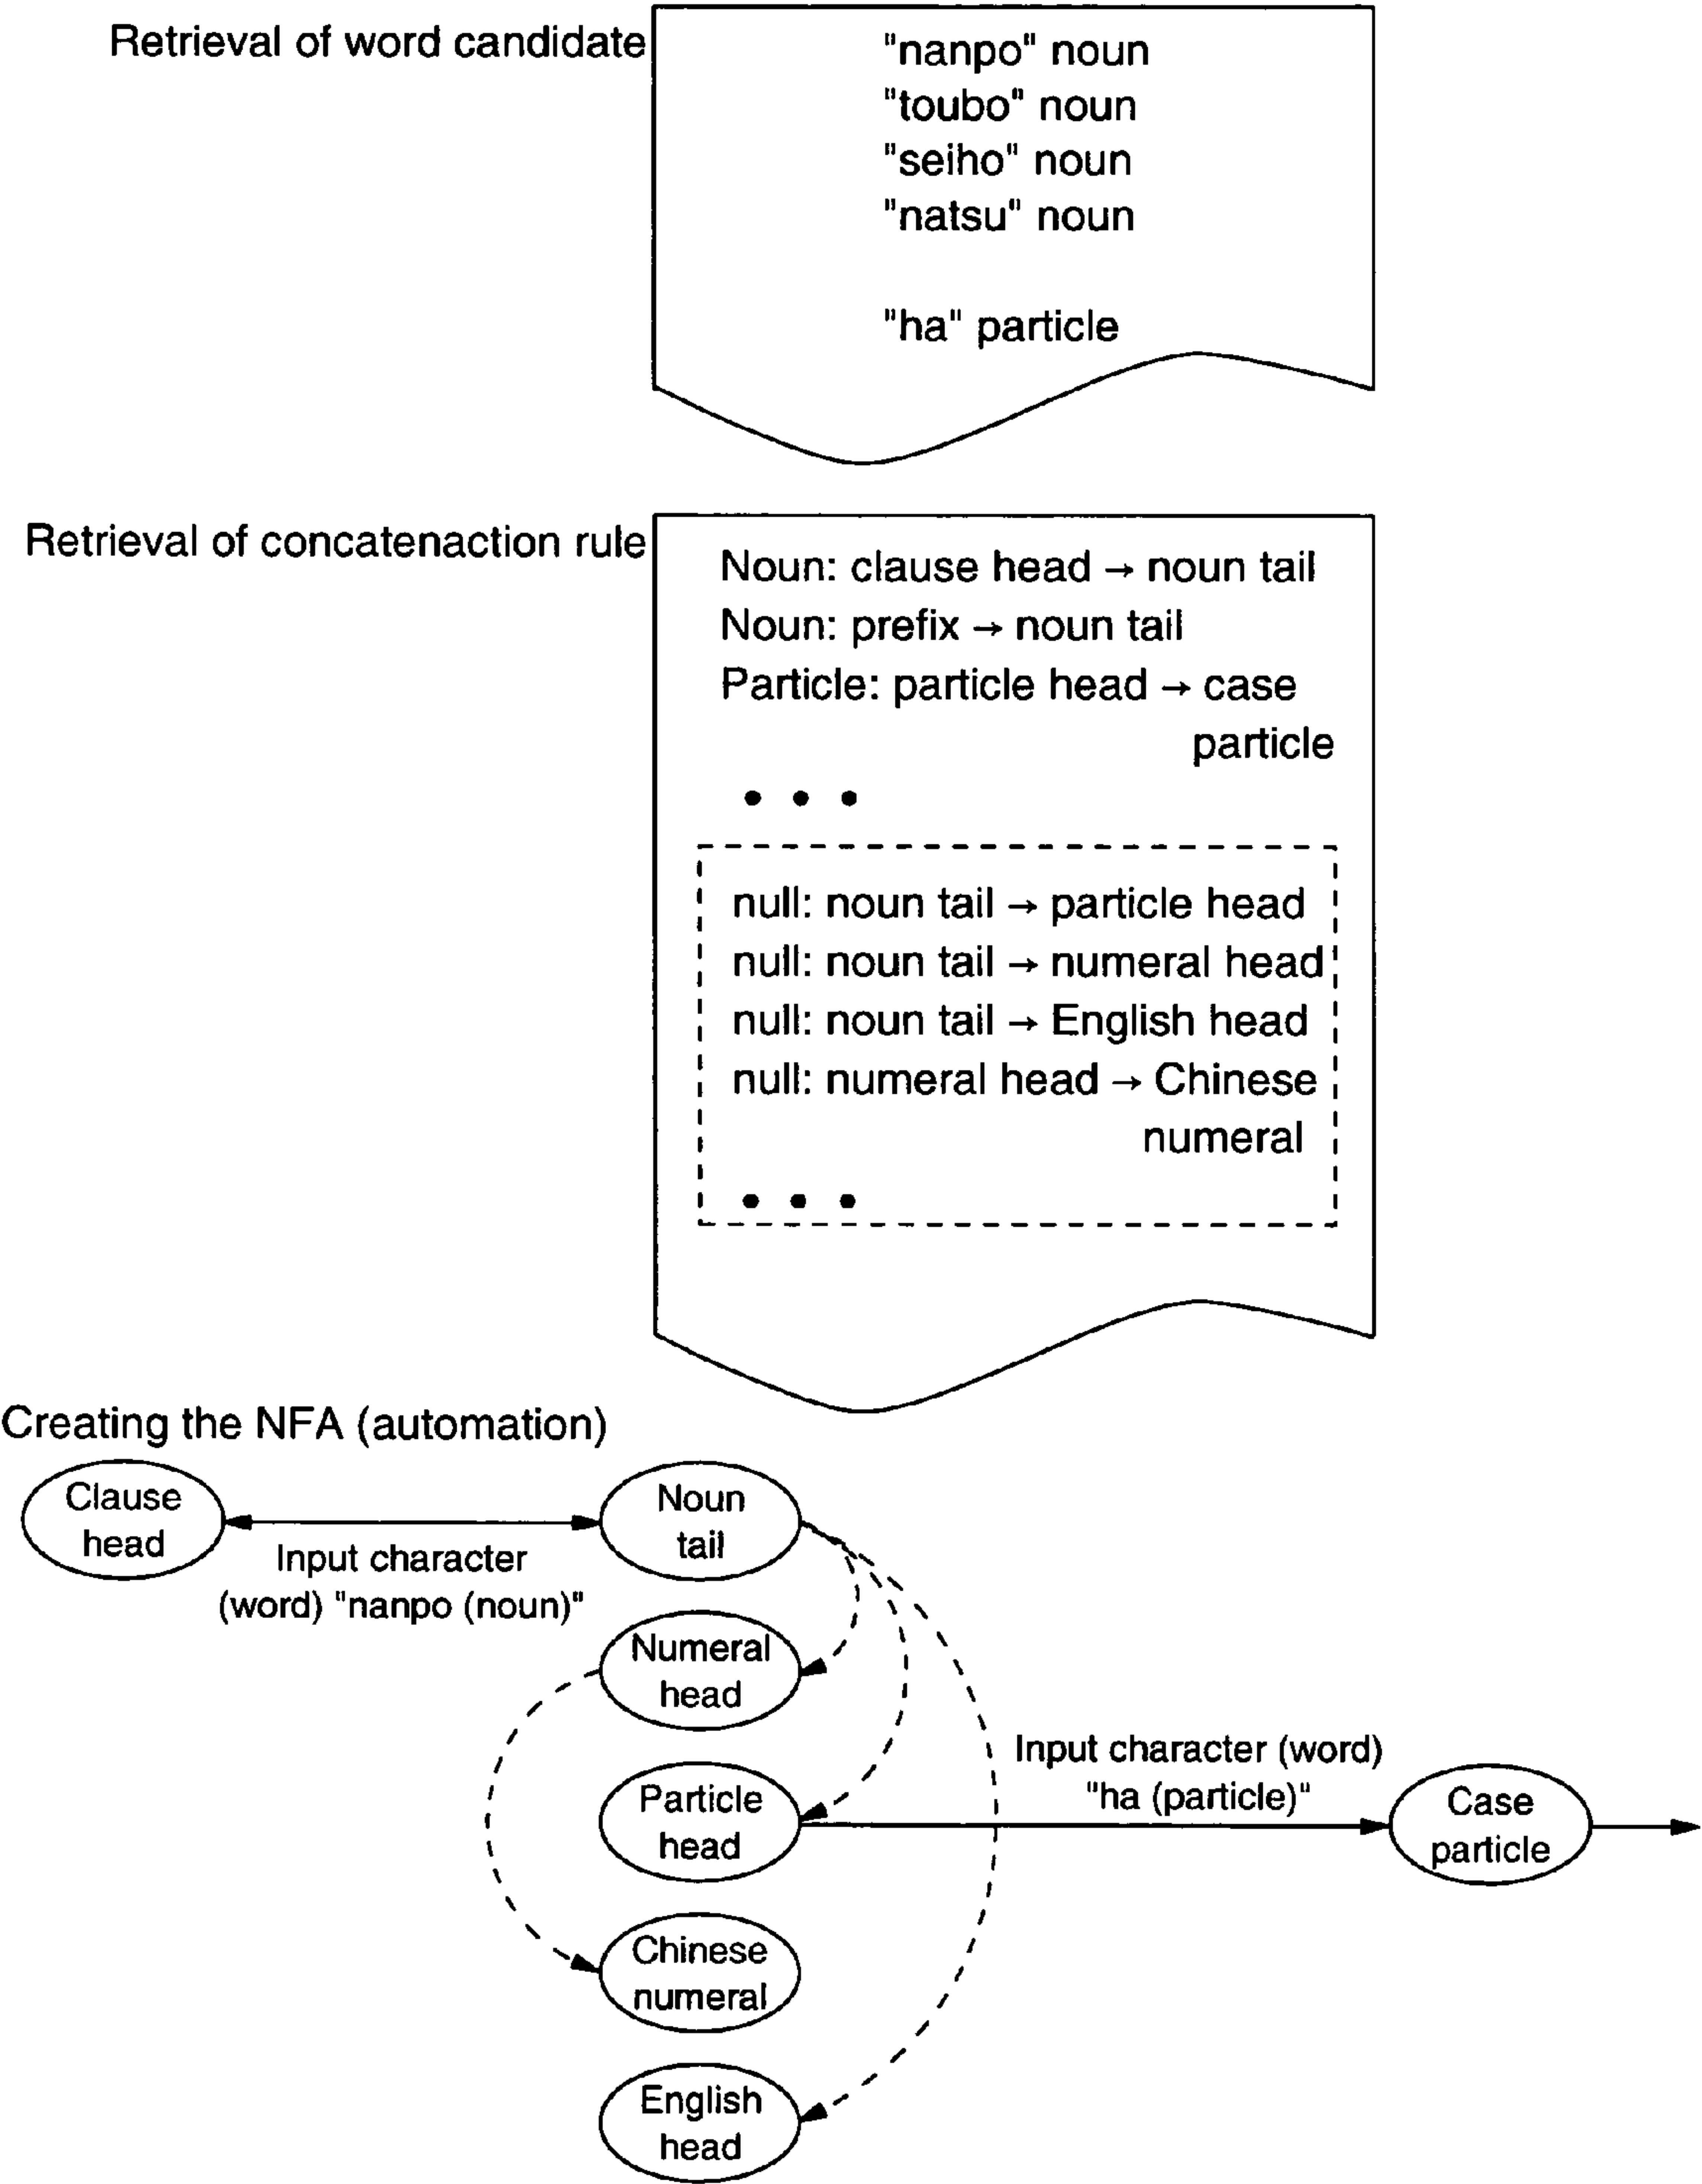 Retrieval of word candidate
"nanpo" noun
"toubo" noun
"seiho" noun
"natsu" noun
"ha" particle
Retrieval of concatenaction rule
Noun: clause head → noun tail
Noun: prefix → noun tail
Particle: particle head → case
particle
• • •
null: noun tail → particle head
null: noun tail → numeral head
null: noun tail → English head
null: numeral head → Chinese
numeral
• • •
Creating the NFA (automation)
Clause
head
Input character
(word) "nanpo (noun)"
Noun
tail
Numeral
head
Particle
head
Input character (word)
"ha (particle)"
Case
particle
Chinese
numeral
English
head